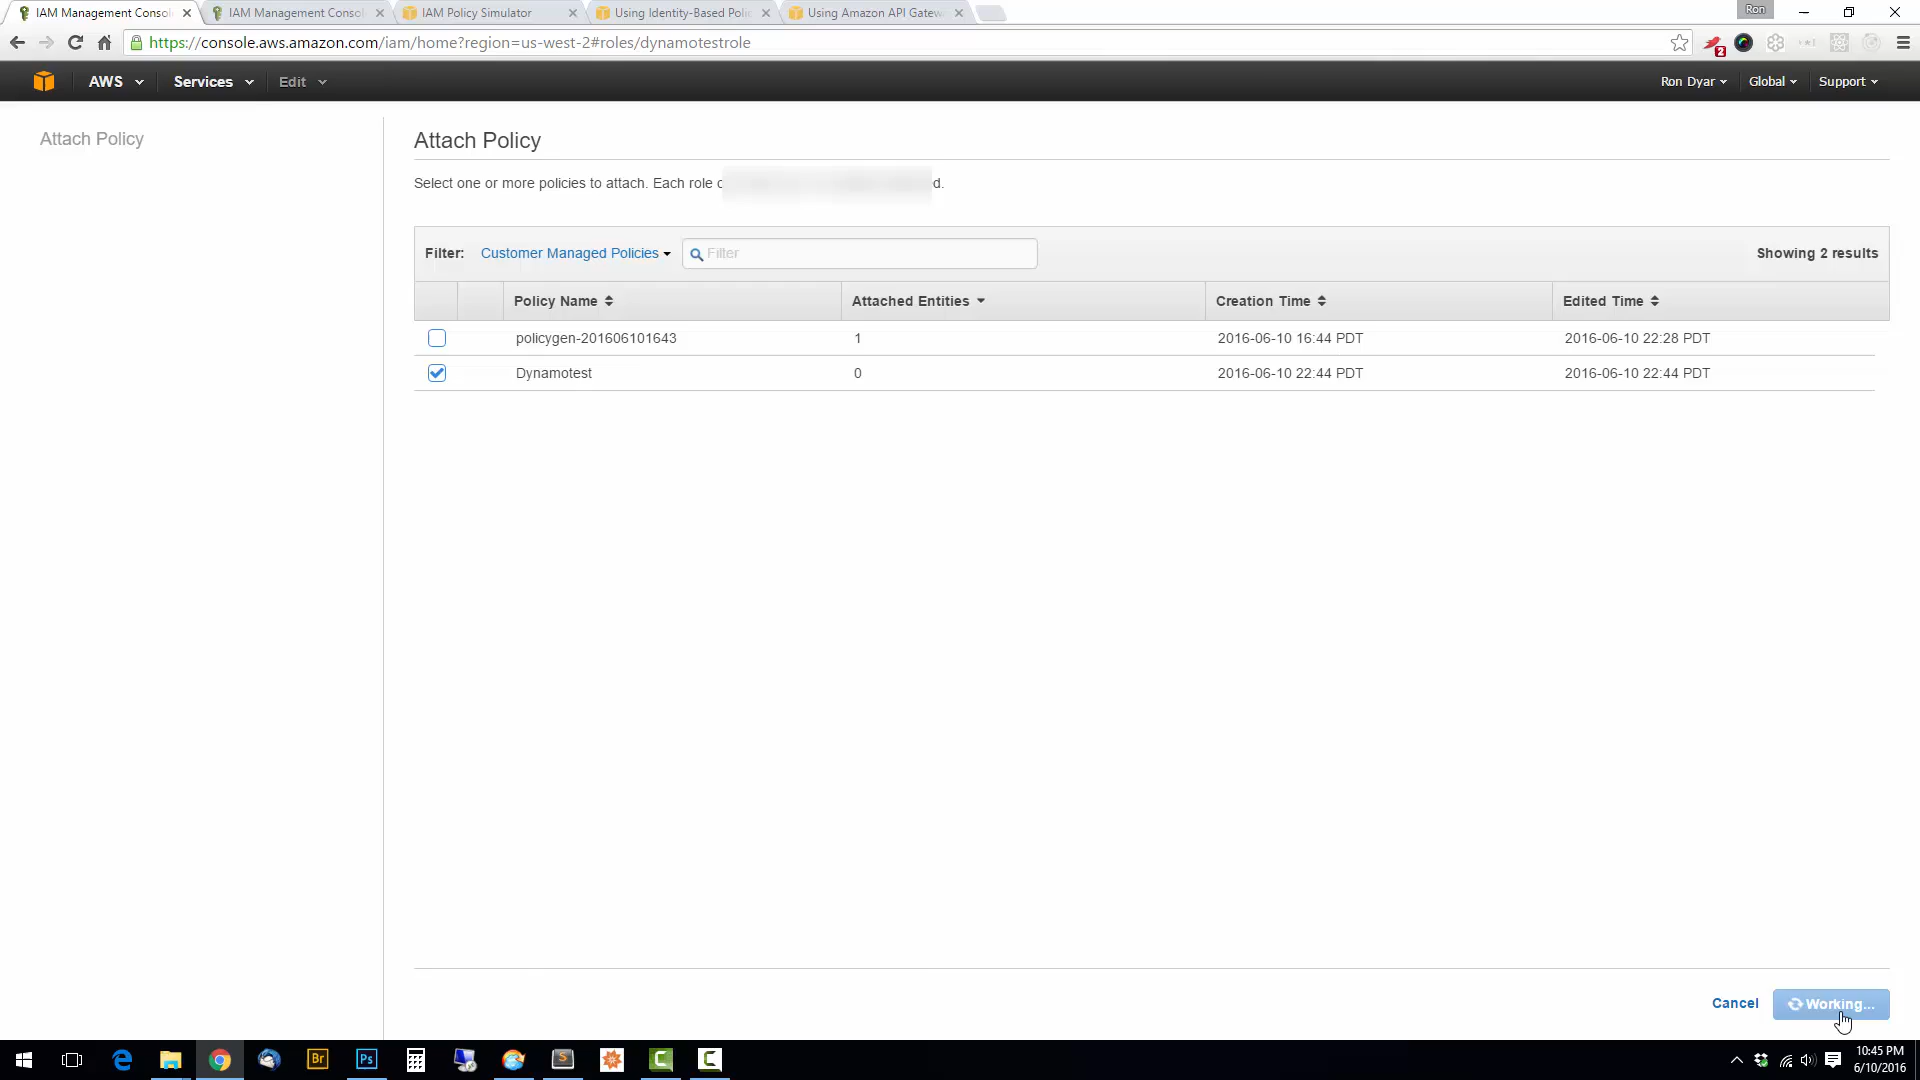 IAM Management Consol
IAM Management Consol
IAM Policy Simulator
Using Identity-Based Polic
Using Amazon API Gatew
Ron
https://console.aws.amazon.com/iam/home?region=us-west-2#roles/dynamotestrole
2
AWS
Services
Edit
Ron Dyar
Global
Support
Attach Policy
Attach Policy
Select one or more policies to attach. Each role
d.
Filter:
Customer Managed Policies
Filter
Showing 2 results
Policy Name
Attached Entities
Creation Time
Edited Time
policygen-201606101643
1
2016-06-10 16:44 PDT
2016-06-10 22:28 PDT
Dynamotest
0
2016-06-10 22:44 PDT
2016-06-10 22:44 PDT
Cancel
Working...
Br
Ps
S
C
C
10:45 PM
6/10/2016